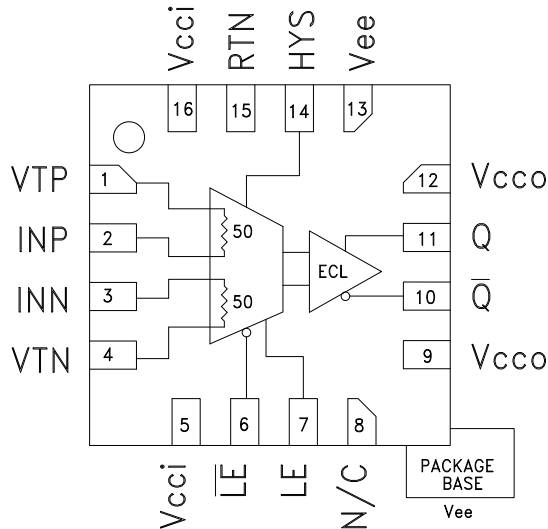 Vcci
RTN
HYS
Vee
16
15
14
13
VTP
1
12
Vcco
INP
2
50
11
Q
ECL
INN
3
50
10
Q̅
VTN
4
9
Vcco
5
6
7
8
Vcci
L̅E̅
LE
N/C
PACKAGE
BASE
Vee